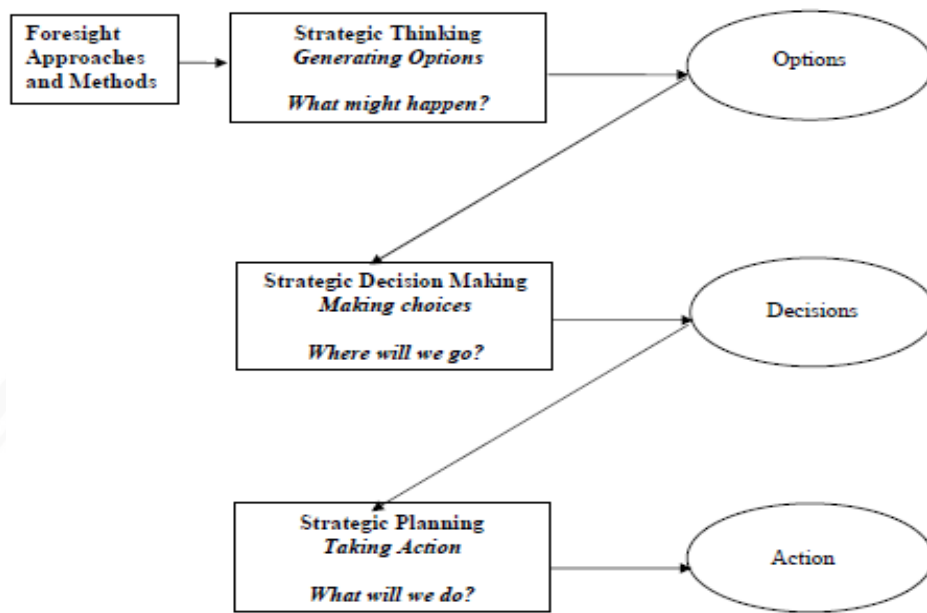 Foresight
Approaches
and Methods
Strategic Thinking
Generating Options
What might happen?
Options
Strategic Decision Making
Making choices
Where will we go?
Decisions
Strategic Planning
Taking Action
What will we do?
Action